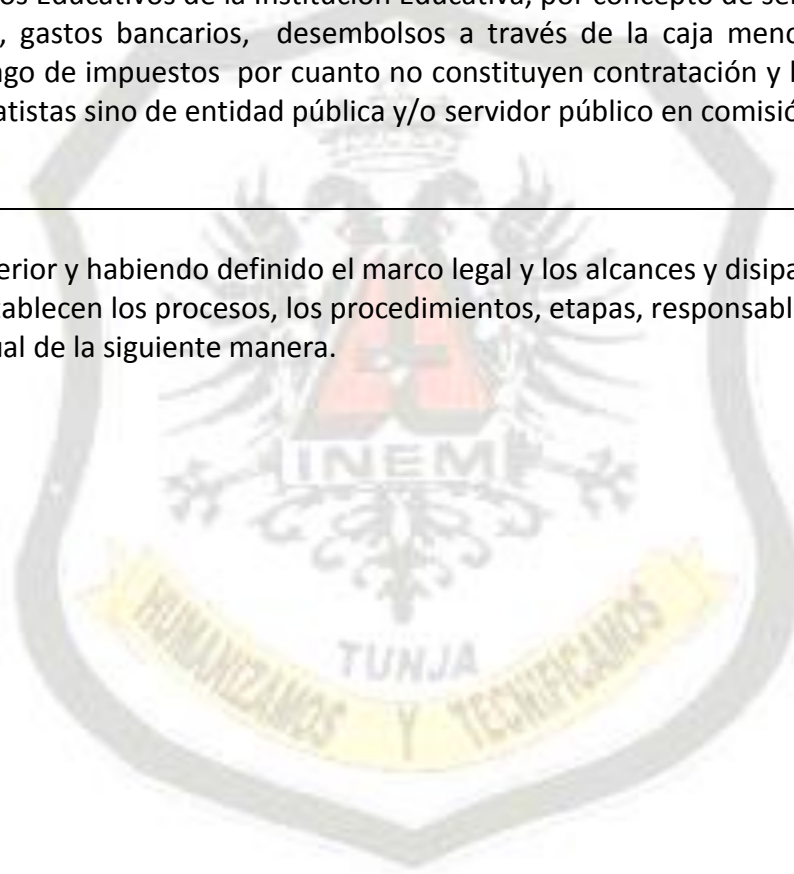 os Educativos de la Institución Educativa, por concepto de se
, gastos bancarios, desembolsos a través de la caja meno
ago de impuestos por cuanto no constituyen contratación y l
atistas sino de entidad pública y/o servidor público en comisió
erior y habiendo definido el marco legal y los alcances y disipa
tablecen los procesos, los procedimientos, etapas, responsabl
ual de la siguiente manera.
INEM
TUNJA
HUMANIZAMOS Y TECNIFICAMOS